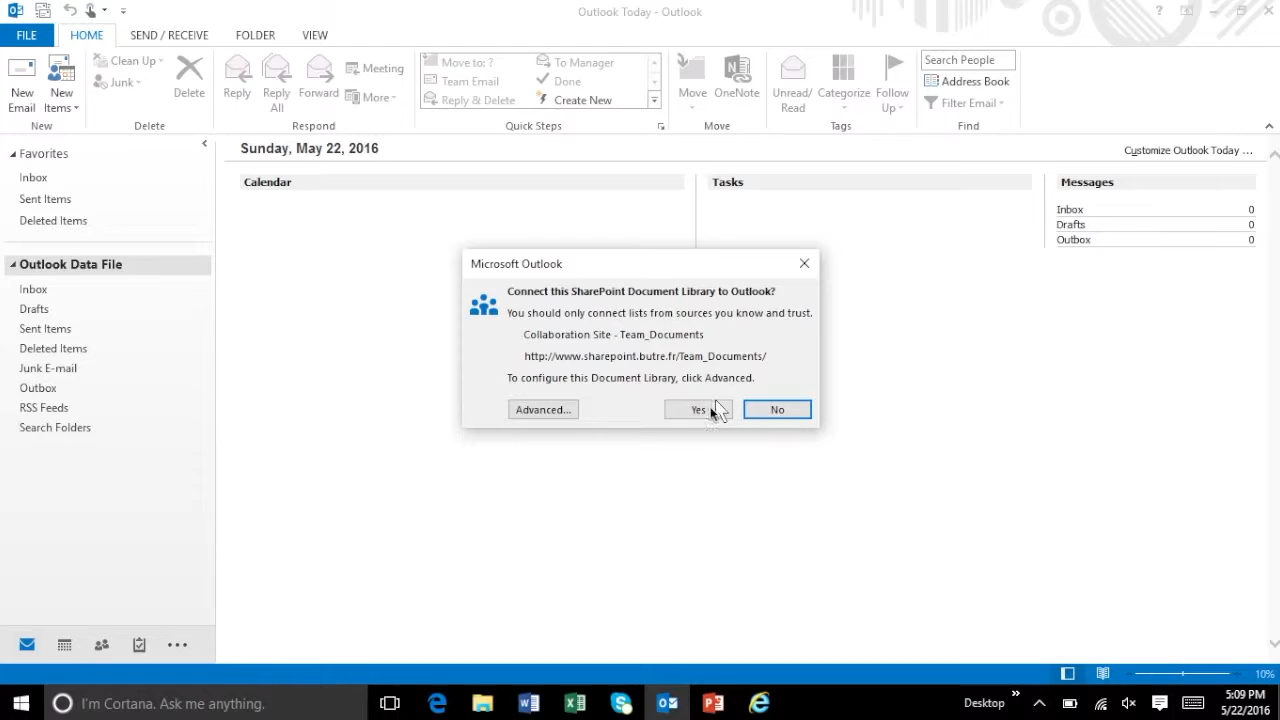 Outlook Today - Outlook
?
FILE
HOME
SEND / RECEIVE
FOLDER
VIEW
New Email
New Items
Clean Up
Junk
Delete
Reply
Reply All
Forward
Meeting
More
Move to: ?
Team Email
Reply & Delete
To Manager
Done
Create New
Move
OneNote
Unread/ Read
Categorize
Follow Up
Search People
Address Book
Filter Email
New
Delete
Respond
Quick Steps
Move
Tags
Find
Favorites
Inbox
Sent Items
Deleted Items
Outlook Data File
Inbox
Drafts
Sent Items
Deleted Items
Junk E-mail
Outbox
RSS Feeds
Search Folders
Sunday, May 22, 2016
Customize Outlook Today ...
Calendar
Tasks
Messages
Inbox 0
Drafts 0
Outbox 0
Microsoft Outlook
Connect this SharePoint Document Library to Outlook?
You should only connect lists from sources you know and trust.
Collaboration Site - Team_Documents
http://www.sharepoint.butre.fr/Team_Documents/
To configure this Document Library, click Advanced.
Advanced...
Yes
No
10%
I'm Cortana. Ask me anything.
Desktop
5:09 PM
5/22/2016